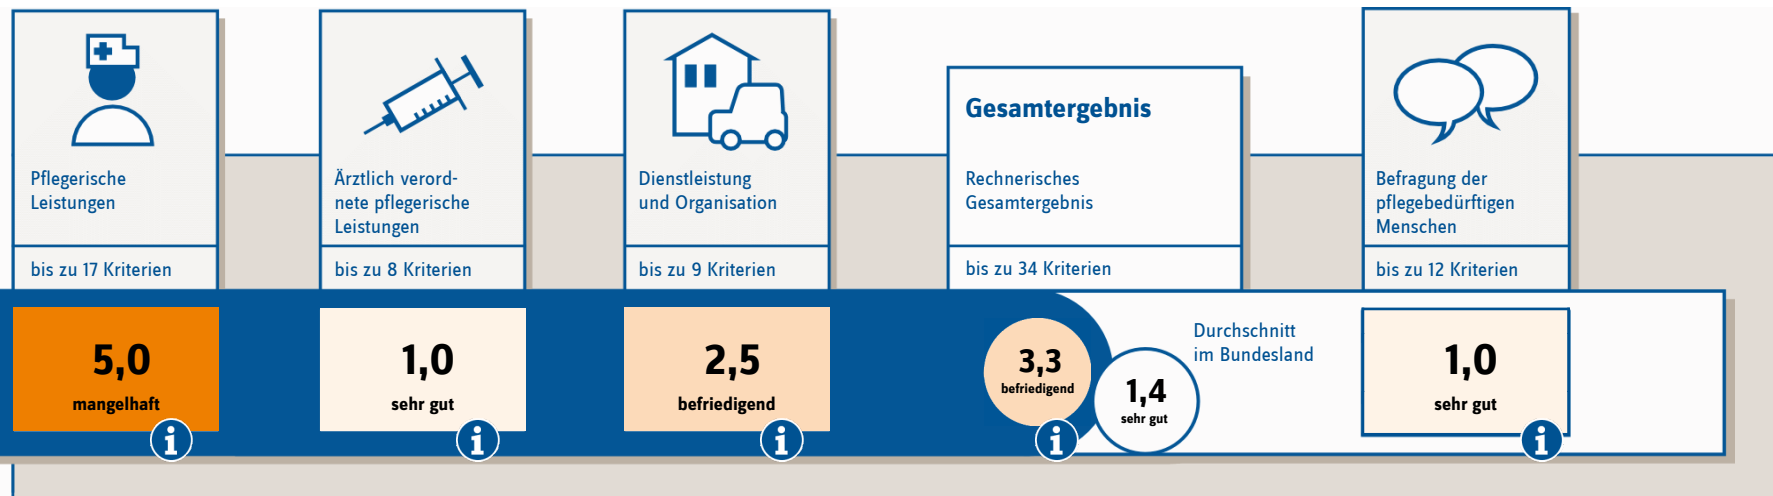 Pflegerische
Leistungen
bis zu 17 Kriterien
5,0
mangelhaft
i
Ärztlich verord-
nete pflegerische
Leistungen
bis zu 8 Kriterien
1,0
sehr gut
i
Dienstleistung
und Organisation
bis zu 9 Kriterien
2,5
befriedigend
i
Gesamtergebnis
Rechnerisches
Gesamtergebnis
bis zu 34 Kriterien
3,3
befriedigend
i
Durchschnitt
im Bundesland
1,4
sehr gut
Befragung der
pflegebedürftigen
Menschen
bis zu 12 Kriterien
1,0
sehr gut
i